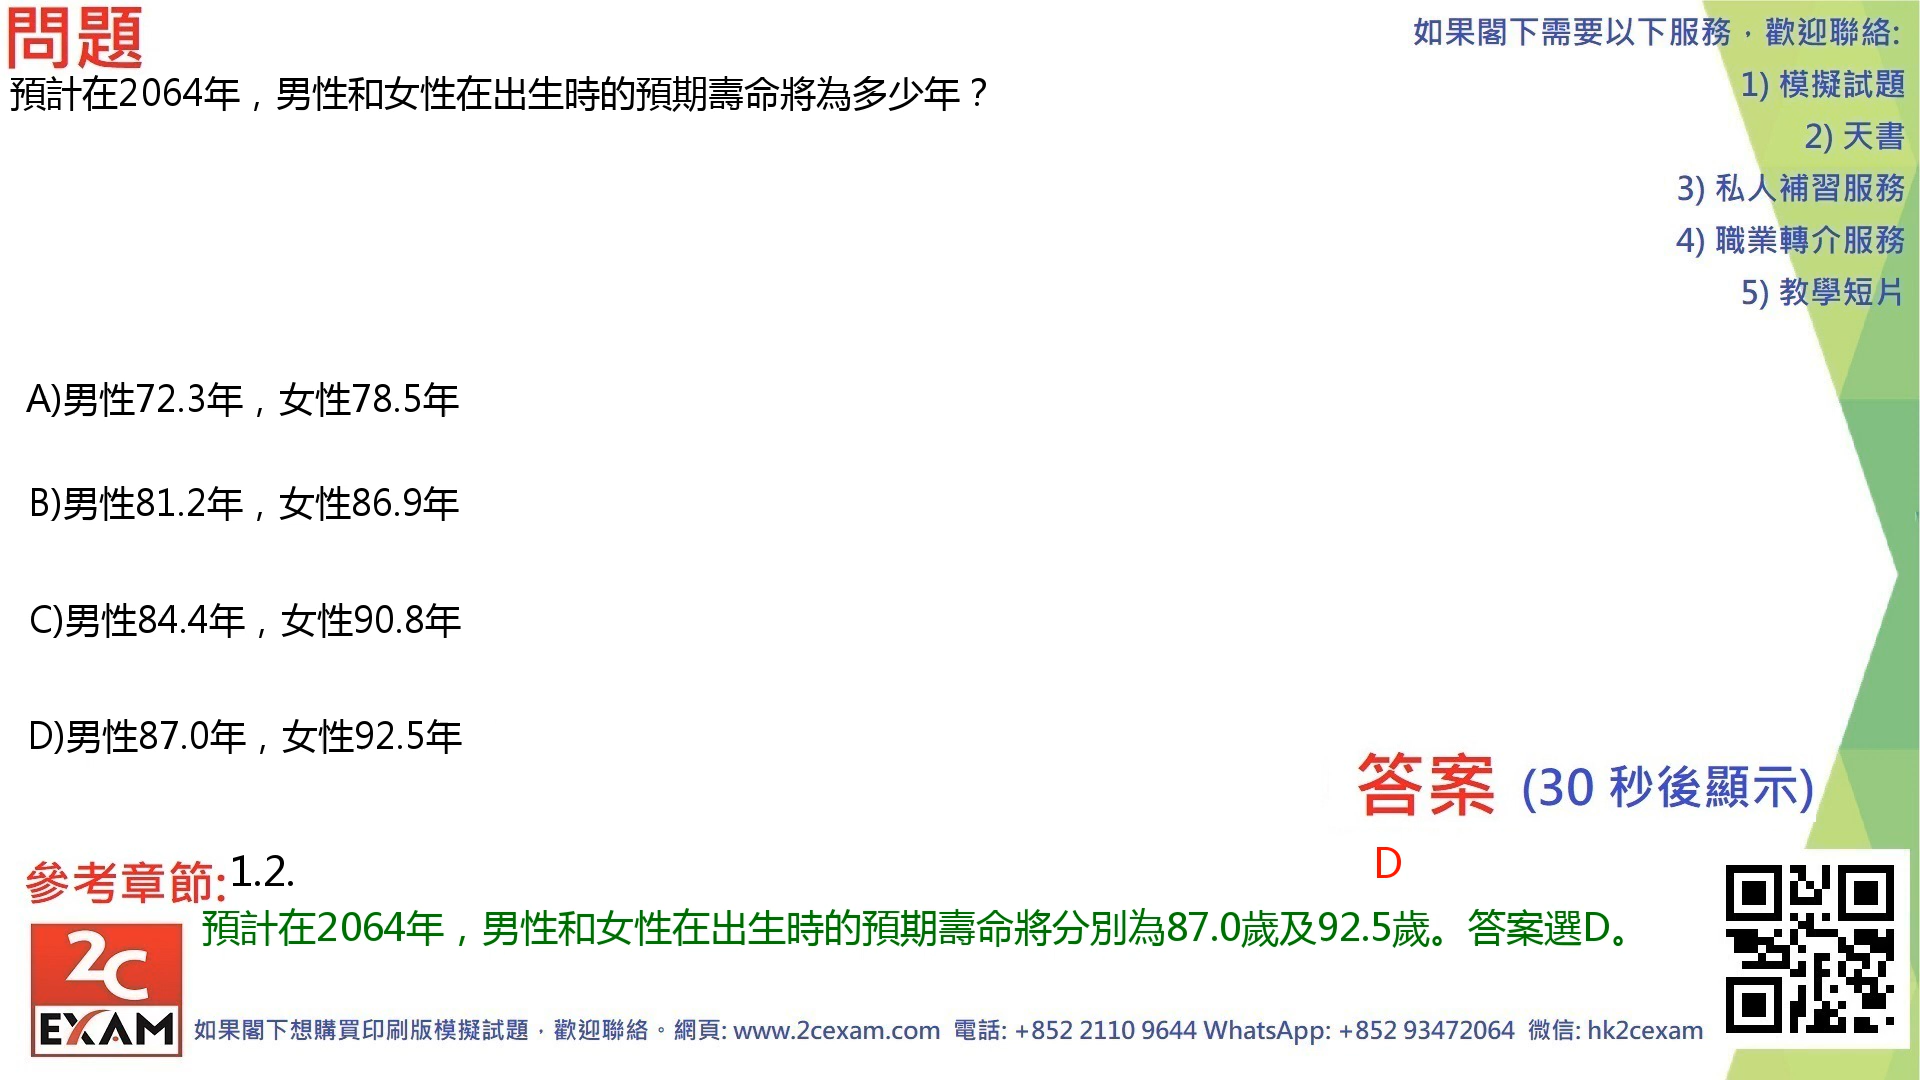 問題
預計在2064年，男性和女性在出生時的預期壽命將為多少年？
如果閣下需要以下服務，歡迎聯絡:
1) 模擬試題
2) 天書
3) 私人補習服務
4) 職業轉介服務
5) 教學短片
A)男性72.3年，女性78.5年
B)男性81.2年，女性86.9年
C)男性84.4年，女性90.8年
D)男性87.0年，女性92.5年
答案 (30 秒後顯示)
D
參考章節:1.2.
預計在2064年，男性和女性在出生時的預期壽命將分別為87.0歲及92.5歲。答案選D。
2C
EXAM
如果閣下想購買印刷版模擬試題，歡迎聯絡。網頁: www.2cexam.com 電話: +852 2110 9644 WhatsApp: +852 93472064 微信: hk2cexam